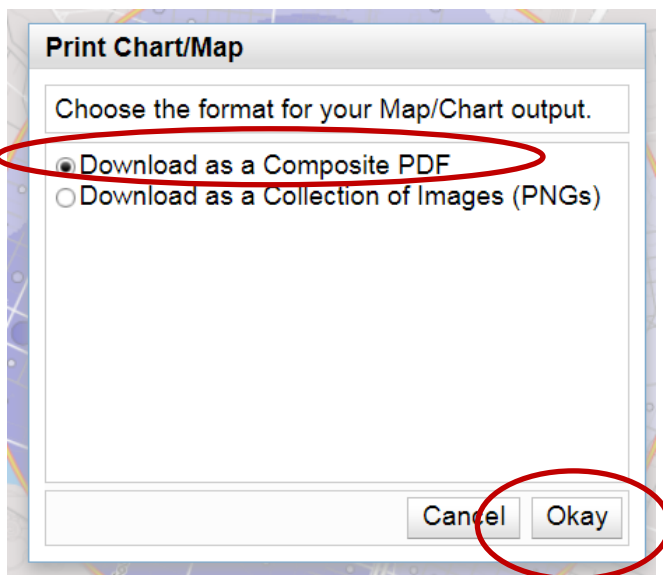 Print Chart/Map
Choose the format for your Map/Chart output.
Download as a Composite PDF
Download as a Collection of Images (PNGs)
Cancel Okay